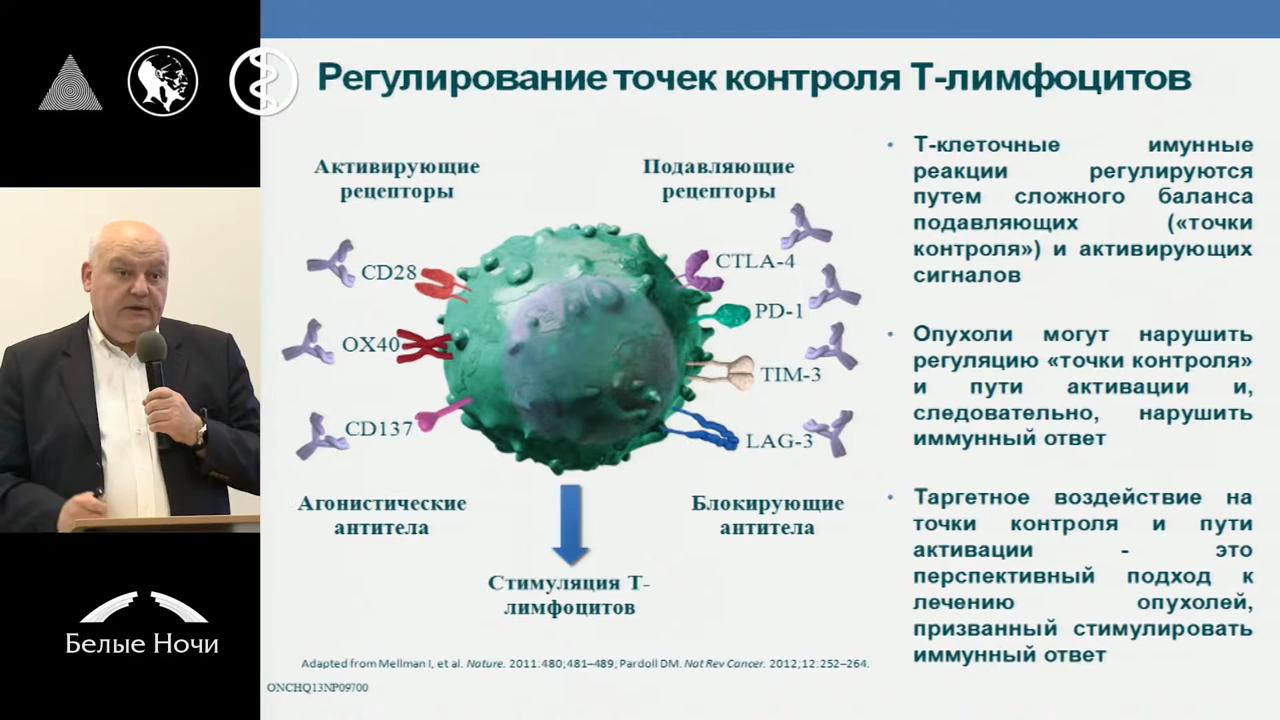 Регулирование точек контроля Т-лимфоцитов
Активирующие
рецепторы
Подавляющие
рецепторы
CD28
OX40
CD137
CTLA-4
PD-1
TIM-3
LAG-3
Агонистические
антитела
Блокирующие
антитела
Стимуляция Т-
лимфоцитов
• Т-клеточные имунные
реакции регулируются
путем сложного баланса
подавляющих («точки
контроля») и активирующих
сигналов
• Опухоли могут нарушить
регуляцию «точки контроля»
и пути активации и,
следовательно, нарушить
иммунный ответ
• Таргетное воздействие на
точки контроля и пути
активации - это
перспективный подход к
лечению опухолей,
призванный стимулировать
иммунный ответ
Adapted from Mellman I, et al. Nature. 2011:480;481–489; Pardoll DM. Nat Rev Cancer. 2012;12:252–264.
ONCHQ13NP09700
Белые Ночи